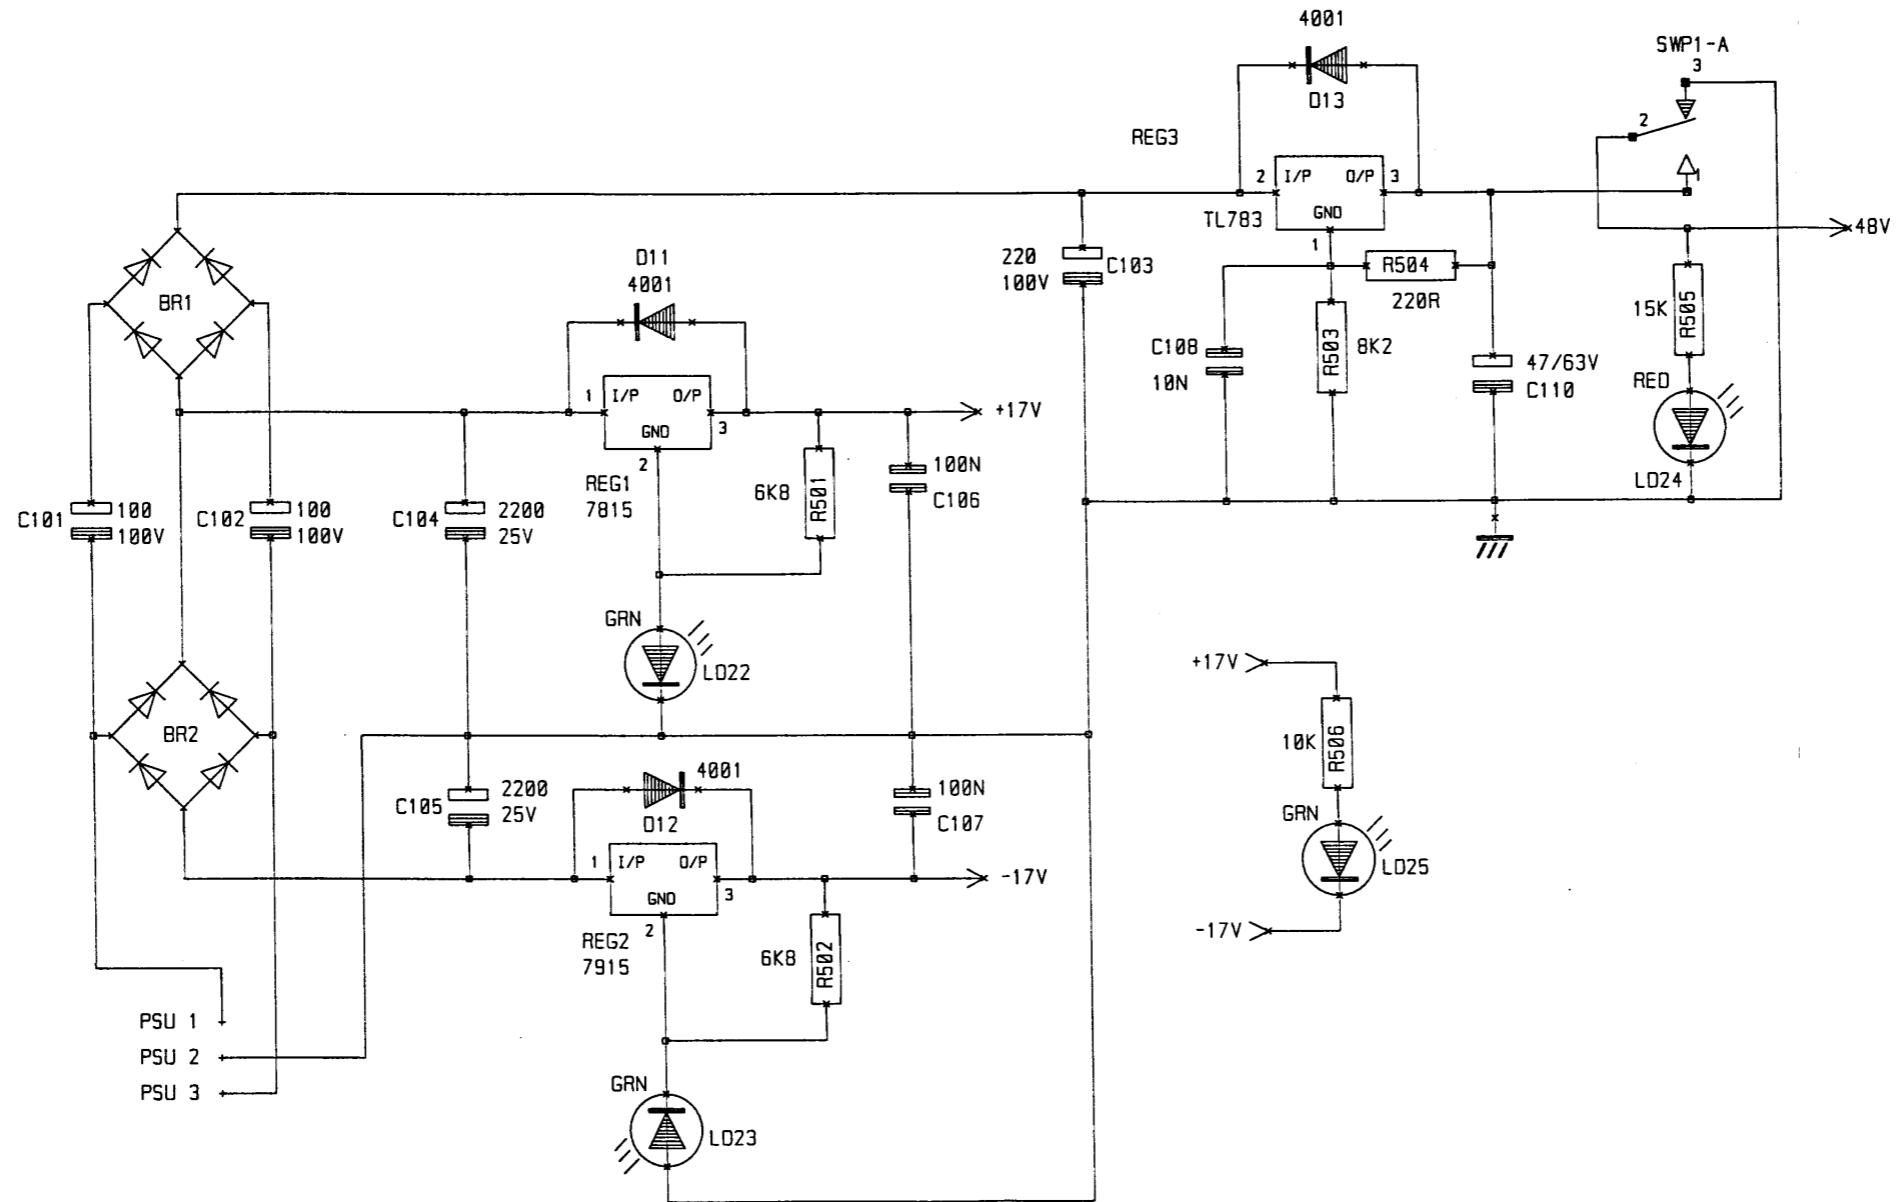 4001
D13
SWP1-A
3
2
1
REG3
2 I/P O/P 3
GND
TL783
1
48V
D11
4001
220
100V
C103
R504
220R
15K
R505
BR1
C108
10N
R503
8K2
47/63V
C110
RED
LD24
1 I/P O/P
GND
3
2
+17V
REG1
7815
6K8
R501
100N
C106
C101
100
100V
C102
100
100V
C104
2200
25V
GRN
LD22
+17V
BR2
10K
R506
C105
2200
25V
4001
D12
100N
C107
GRN
LD25
1 I/P O/P
GND
3
2
-17V
-17V
REG2
7915
6K8
R502
PSU 1
PSU 2
PSU 3
GRN
LD23